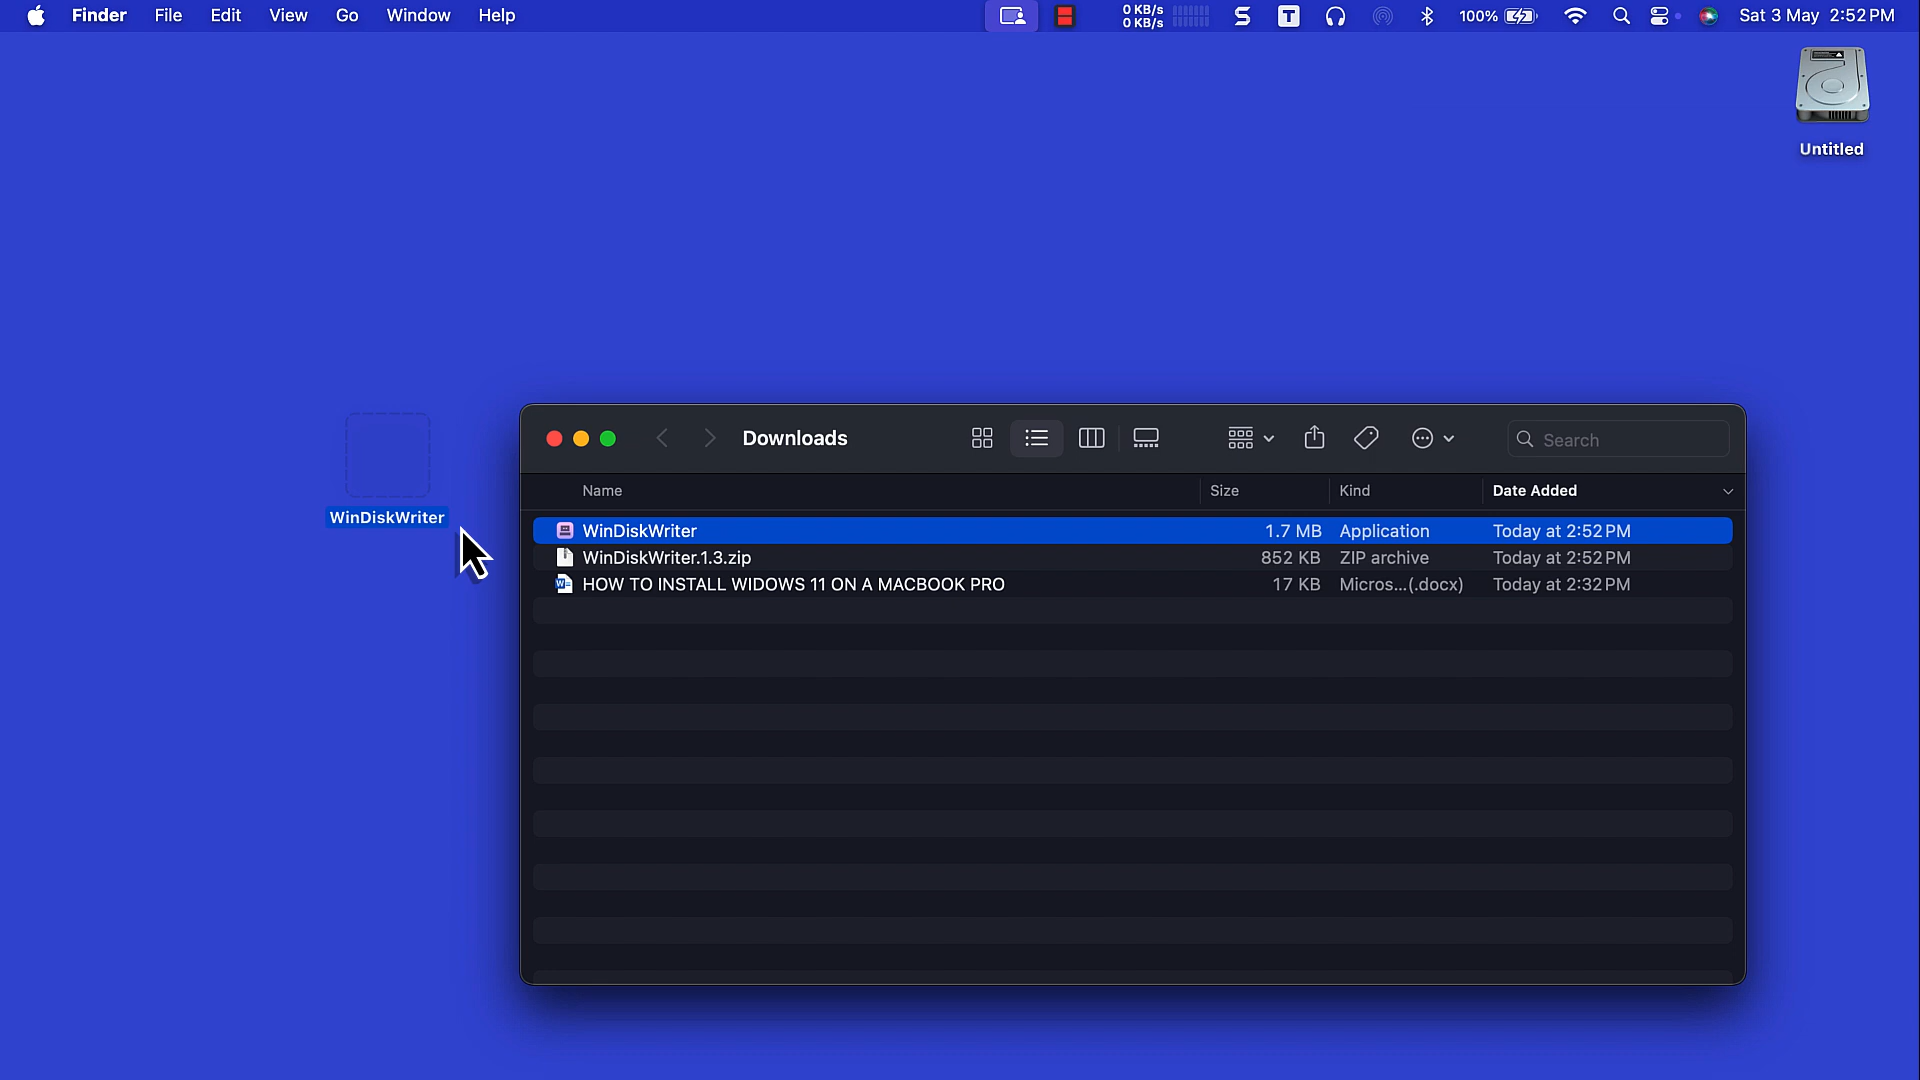 Finder File Edit View Go Window Help
0 KB/s
0 KB/s
S T 100% Sat 3 May 2:52 PM
Untitled
WinDiskWriter
Downloads
Search
Name Size Kind Date Added
WinDiskWriter 1.7 MB Application Today at 2:52 PM
WinDiskWriter.1.3.zip 852 KB ZIP archive Today at 2:52 PM
HOW TO INSTALL WIDOWS 11 ON A MACBOOK PRO 17 KB Micros...(.docx) Today at 2:32 PM